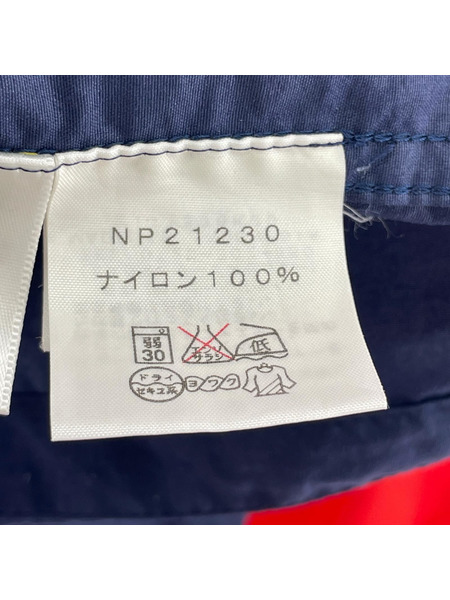 NP21230
ナイロン100%
弱
30
エンソ
サラシ
低
ドライ
セキユ系
ヨワク